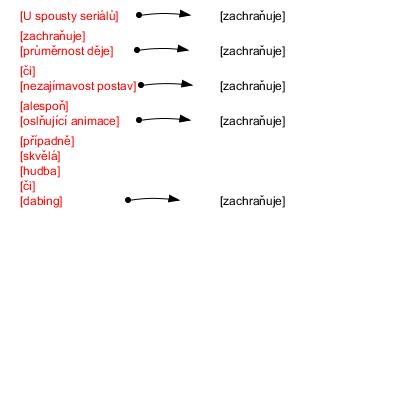 [U spousty seriálů] [zachraňuje]
[zachraňuje]
[průměrnost děje] [zachraňuje]
[či]
[nezajímavost postav] [zachraňuje]
[alespoň]
[oslňující animace] [zachraňuje]
[případně]
[skvělá]
[hudba]
[či]
[dabing] [zachraňuje]